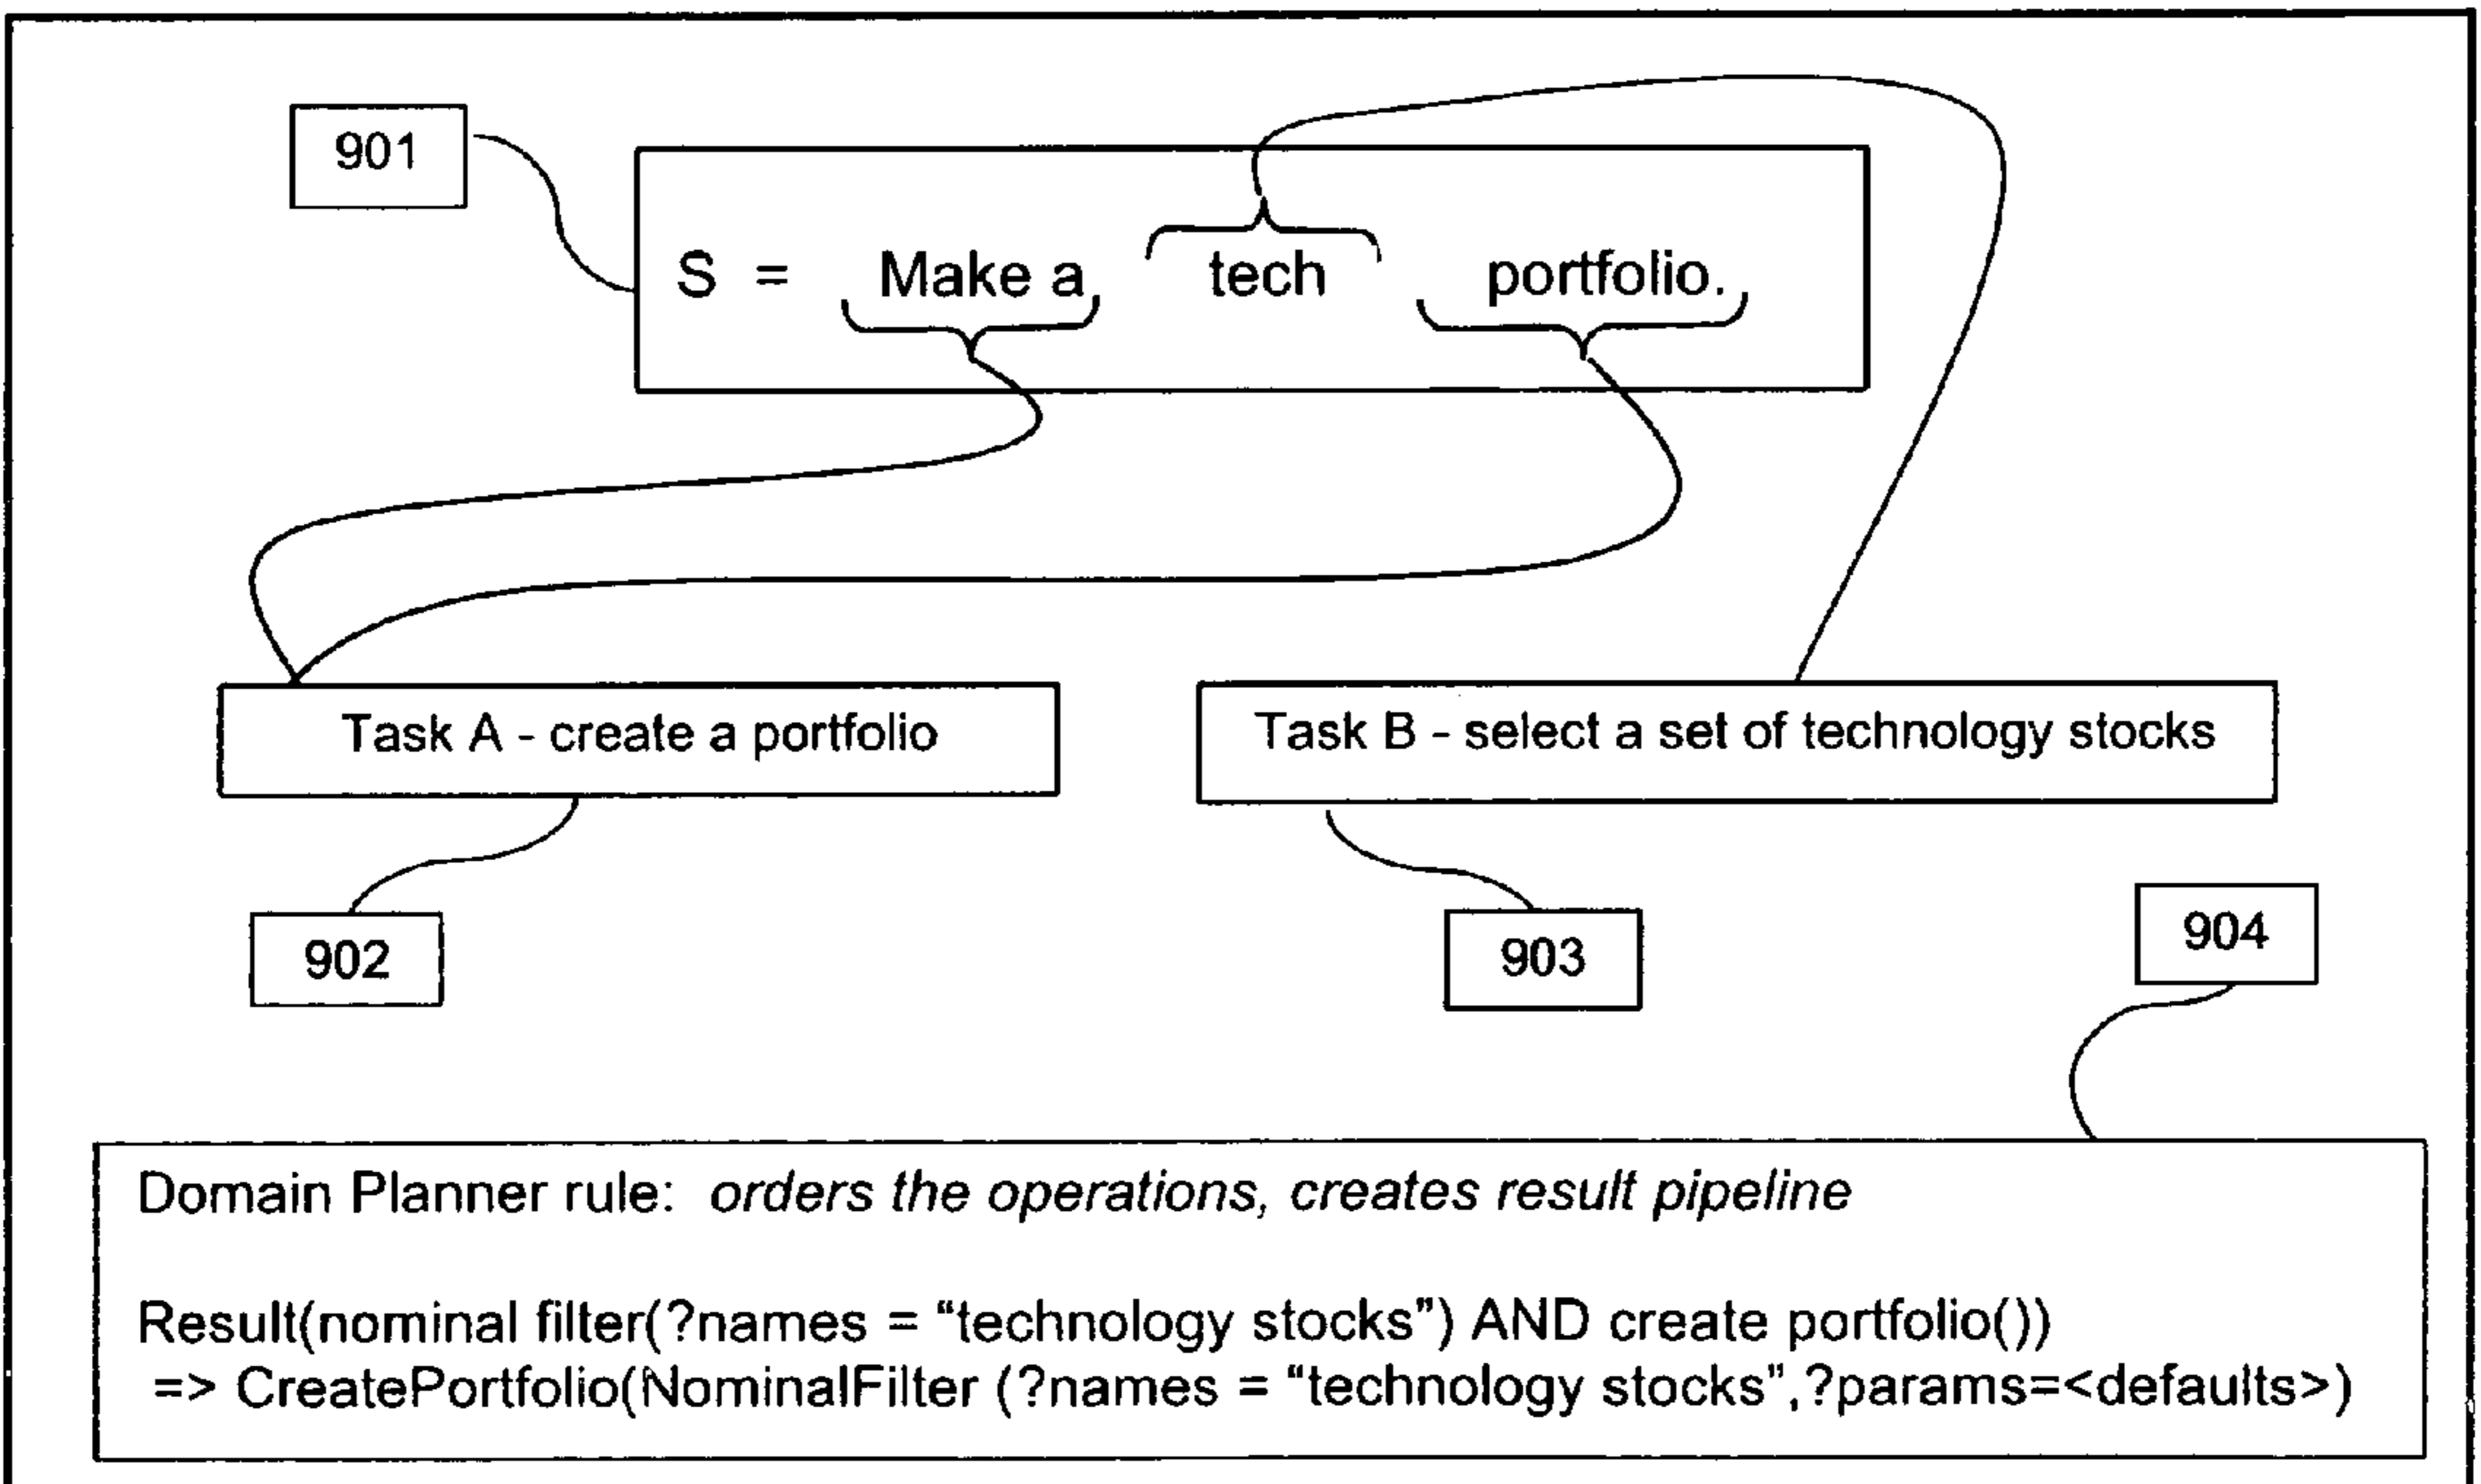 901
S = Make a tech portfolio.
Task A - create a portfolio
Task B - select a set of technology stocks
902
903
904
Domain Planner rule: orders the operations, creates result pipeline
Result(nominal filter(?names = “technology stocks”) AND create portfolio())
=> CreatePortfolio(NominalFilter (?names = “technology stocks”,?params=<defaults>)